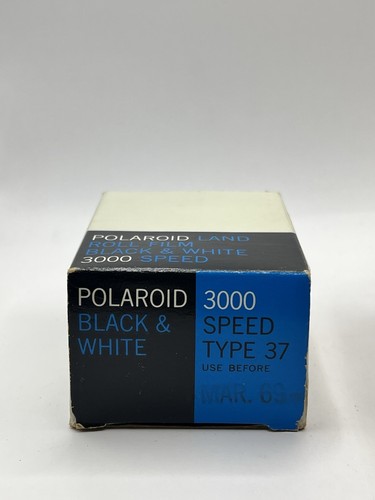 POLAROID LAND
ROLL FILM
BLACK & WHITE
3000 SPEED
POLAROID
BLACK &
WHITE
3000
SPEED
TYPE 37
USE BEFORE
MAR. 69